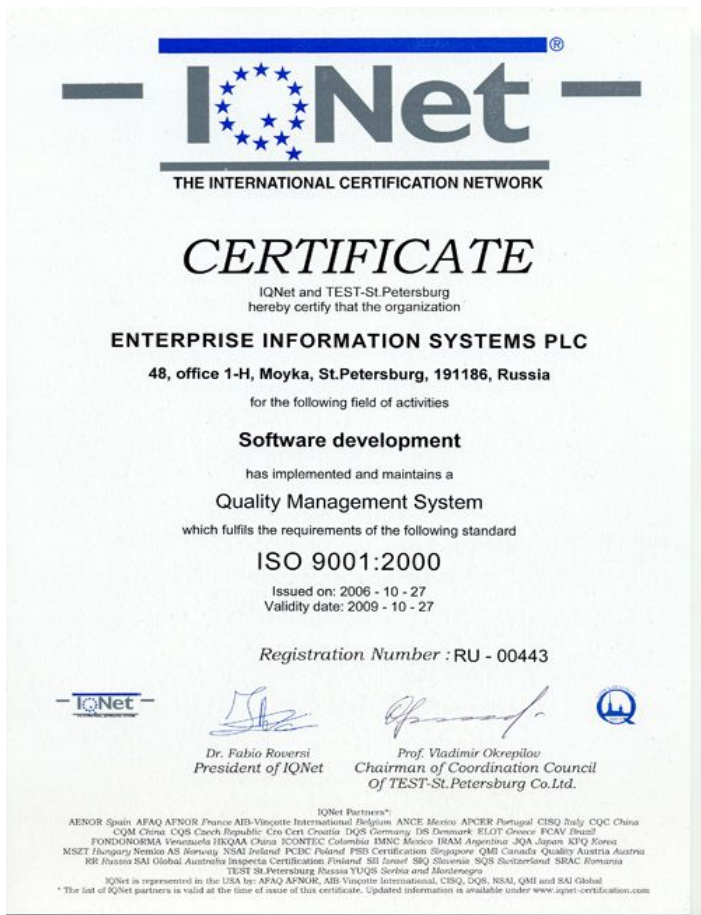 IQNet ®
THE INTERNATIONAL CERTIFICATION NETWORK
CERTIFICATE
IQNet and TEST-St.Petersburg
hereby certify that the organization
ENTERPRISE INFORMATION SYSTEMS PLC
48, office 1-H, Moyka, St.Petersburg, 191186, Russia
for the following field of activities
Software development
has implemented and maintains a
Quality Management System
which fulfils the requirements of the following standard
ISO 9001:2000
Issued on: 2006 - 10 - 27
Validity date: 2009 - 10 - 27
Registration Number : RU - 00443
IQNet
Dr. Fabio Roversi
President of IQNet
Prof. Vladimir Okrepilov
Chairman of Coordination Council
Of TEST-St.Petersburg Co.Ltd.
IQNet Partners*:
AENOR Spain AFAQ AFNOR France AIB-Vinçotte International Belgium ANCE Mexico APCER Portugal CISQ Italy CQC China
CQM China CQS Czech Republic Cro Cert Croatia DQS Germany DS Denmark ELOT Greece FCAV Brazil
FONDONORMA Venezuela HKQAA China ICONTEC Colombia IMNC Mexico IRAM Argentina JQA Japan KFQ Korea
MSZT Hungary Nemko AS Norway NSAI Ireland PCBC Poland PSB Certification Singapore QMI Canada Quality Austria Austria
RR Russia SAI Global Australia Inspecta Certification Finland SII Israel SIQ Slovenia SQS Switzerland SRAC Romania
TEST St.Petersburg Russia YUQS Serbia and Montenegro
IQNet is represented in the USA by: AFAQ AFNOR, AIB-Vinçotte International, CISQ, DQS, NSAI, QMI and SAI Global
* The list of IQNet partners is valid at the time of issue of this certificate. Updated information is available under www.iqnet-certification.com